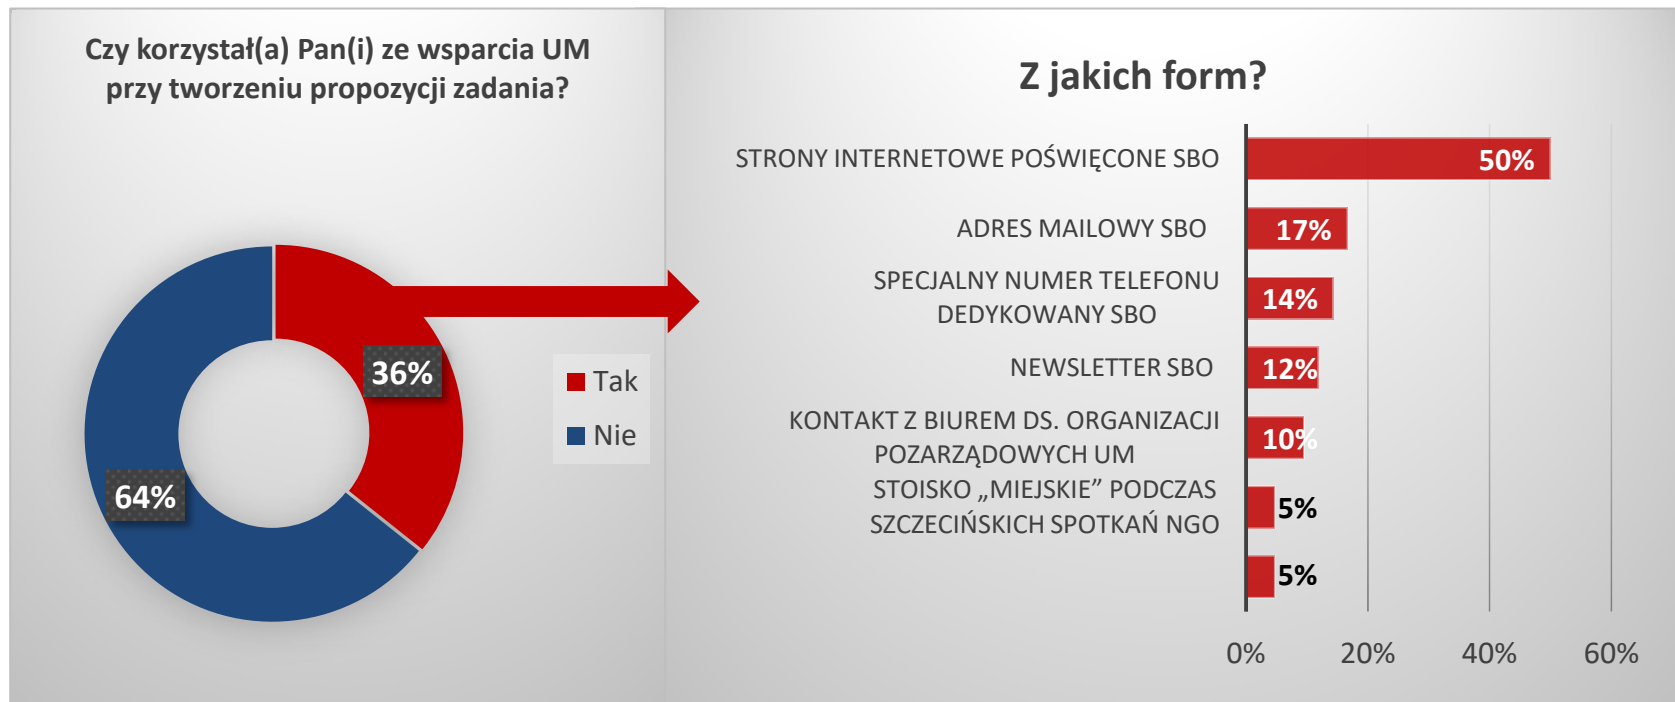 Czy korzystał(a) Pan(i) ze wsparcia UM
przy tworzeniu propozycji zadania?
36%
64%
Tak
Nie
Z jakich form?
STRONY INTERNETOWE POŚWIĘCONE SBO
50%
ADRES MAILOWY SBO
17%
SPECJALNY NUMER TELEFONU
DEDYKOWANY SBO
14%
NEWSLETTER SBO
12%
KONTAKT Z BIUREM DS. ORGANIZACJI
POZARZĄDOWYCH UM
10%
STOISKO „MIEJSKIE” PODCZAS
SZCZECIŃSKICH SPOTKAŃ NGO
5%
5%
0%
20%
40%
60%